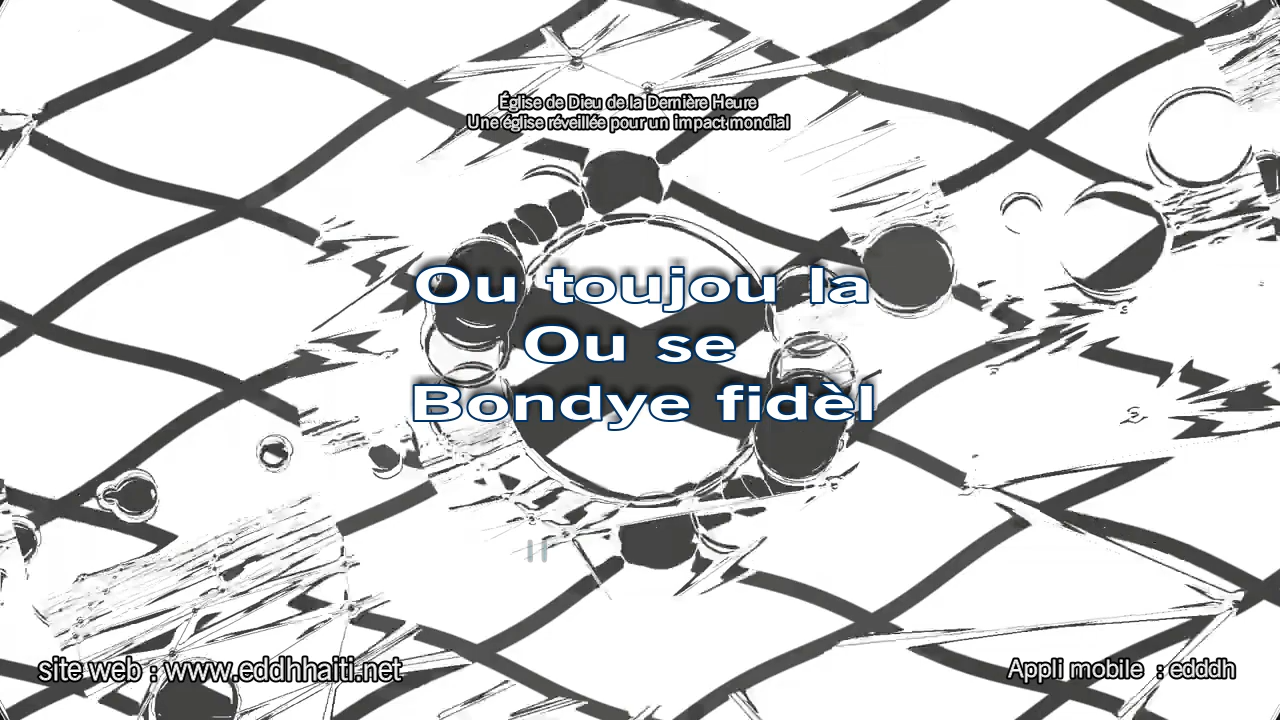 Église de Dieu de la Dernière Heure
Une église réveillée pour un impact mondial
Ou toujou la
Ou se
Bondye fidèl
site web : www.eddhhaiti.net
Appli mobile : edddh